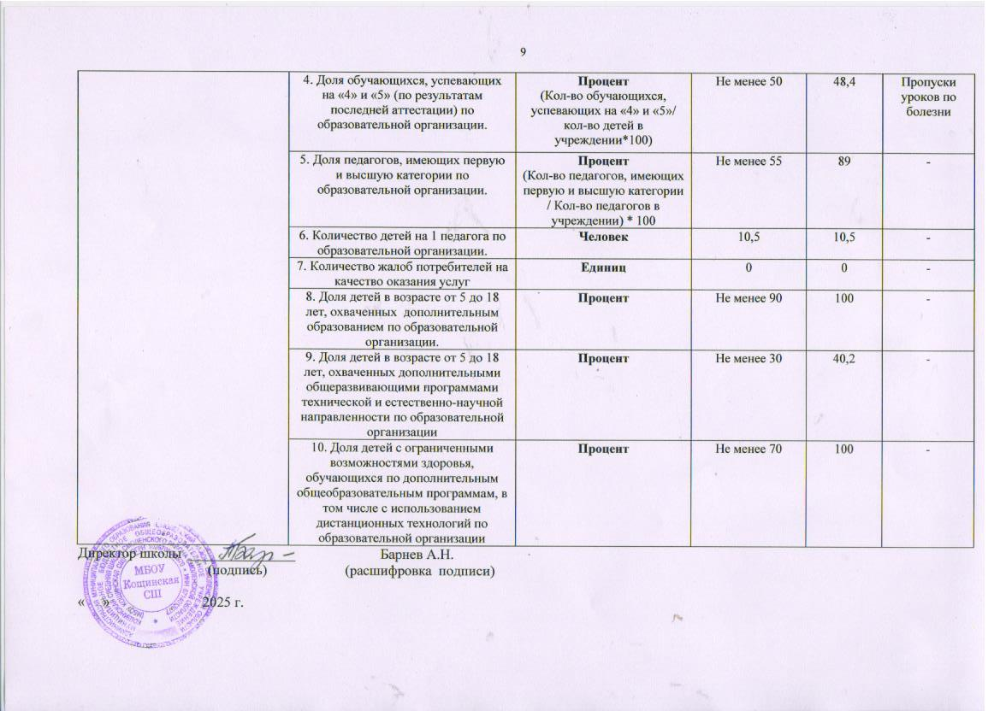 9
4. Доля обучающихся, успевающих
на «4» и «5» (по результатам
последней аттестации) по
образовательной организации.
Процент
(Кол-во обучающихся,
успевающих на «4» и «5»/
кол-во детей в
учреждении*100)
Не менее 50
48,4
Пропуски
уроков по
болезни
5. Доля педагогов, имеющих первую
и высшую категории по
образовательной организации.
Процент
(Кол-во педагогов, имеющих
первую и высшую категории
/ Кол-во педагогов в
учреждении) * 100
Не менее 55
89
-
6. Количество детей на 1 педагога по
образовательной организации.
Человек
10,5
10,5
-
7. Количество жалоб потребителей на
качество оказания услуг
Единиц
0
0
-
8. Доля детей в возрасте от 5 до 18
лет, охваченных дополнительным
образованием по образовательной
организации.
Процент
Не менее 90
100
-
9. Доля детей в возрасте от 5 до 18
лет, охваченных дополнительными
общеразвивающими программами
технической и естественно-научной
направленности по образовательной
организации
Процент
Не менее 30
40,2
-
10. Доля детей с ограниченными
возможностями здоровья,
обучающихся по дополнительным
общеобразовательным программам, в
том числе с использованием
дистанционных технологий по
образовательной организации
Процент
Не менее 70
100
-
Директор школы
Барнев А.Н.
(подпись)
(расшифровка подписи)
« » 2025 г.
МБОУ
Кощинская
СШ